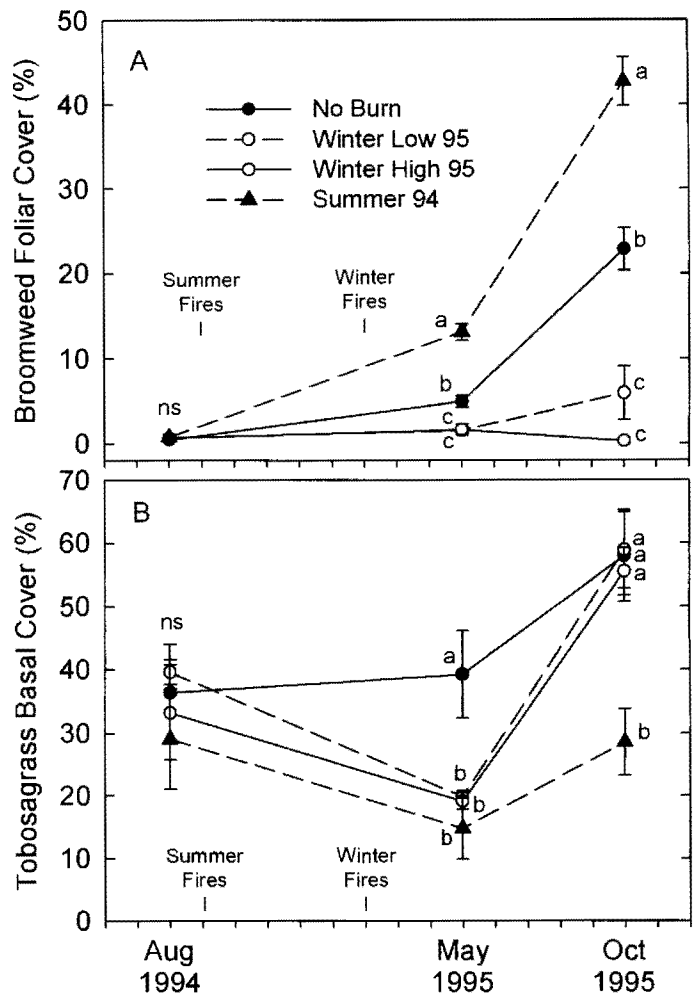 50
40
30
20
10
0
Broomweed Foliar Cover (%)
A
No Burn
Winter Low 95
Winter High 95
Summer 94
Summer
Fires
Winter
Fires
ns
a
b
c
c
a
b
c
c
70
60
50
40
30
20
10
0
Tobosagrass Basal Cover (%)
B
ns
a
b
b
b
a
a
a
b
Summer
Fires
Winter
Fires
Aug
1994
May
1995
Oct
1995